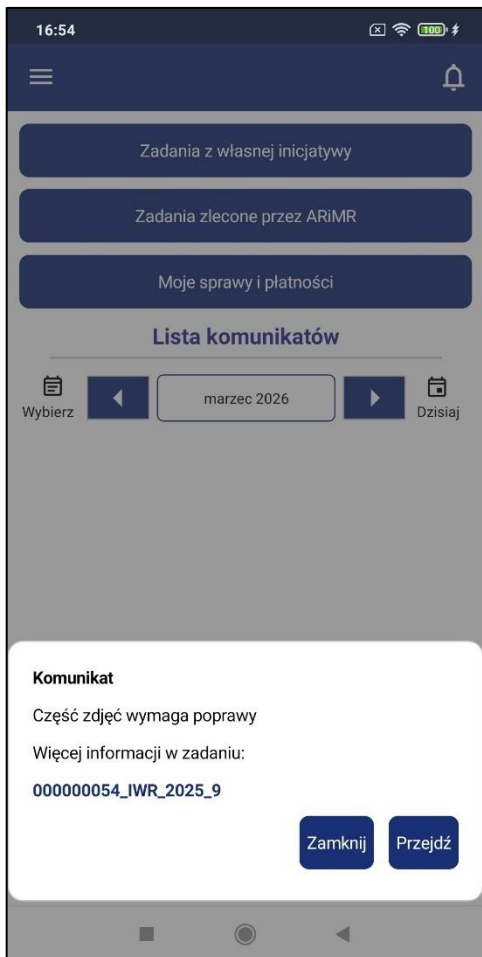 16:54
100
Zadania z własnej inicjatywy
Zadania zlecone przez ARiMR
Moje sprawy i płatności
Lista komunikatów
Wybierz
marzec 2026
Dzisiaj
Komunikat
Część zdjęć wymaga poprawy
Więcej informacji w zadaniu:
000000054_IWR_2025_9
Zamknij
Przejdź